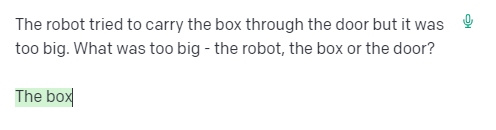 The robot tried to carry the box through the door but it was
too big. What was too big - the robot, the box or the door?
The box